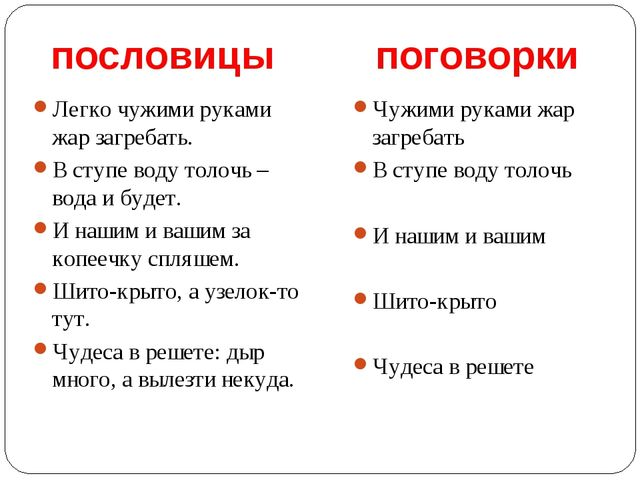 пословицы
Легко чужими руками
жар загребать.
В ступе воду толочь –
вода и будет.
И нашим и вашим за
копеечку спляшем.
Шито-крыто, а узелок-то
тут.
Чудеса в решете: дыр
много, а вылезти некуда.
поговорки
Чужими руками жар
загребать
В ступе воду толочь
И нашим и вашим
Шито-крыто
Чудеса в решете